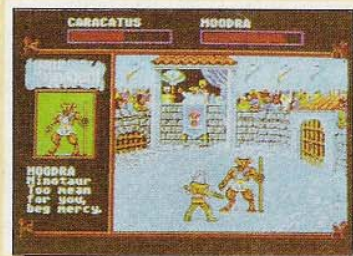 CARACATUS MOODRA
MOODRA
Minotaur
Too mean
for you,
beg mercy.